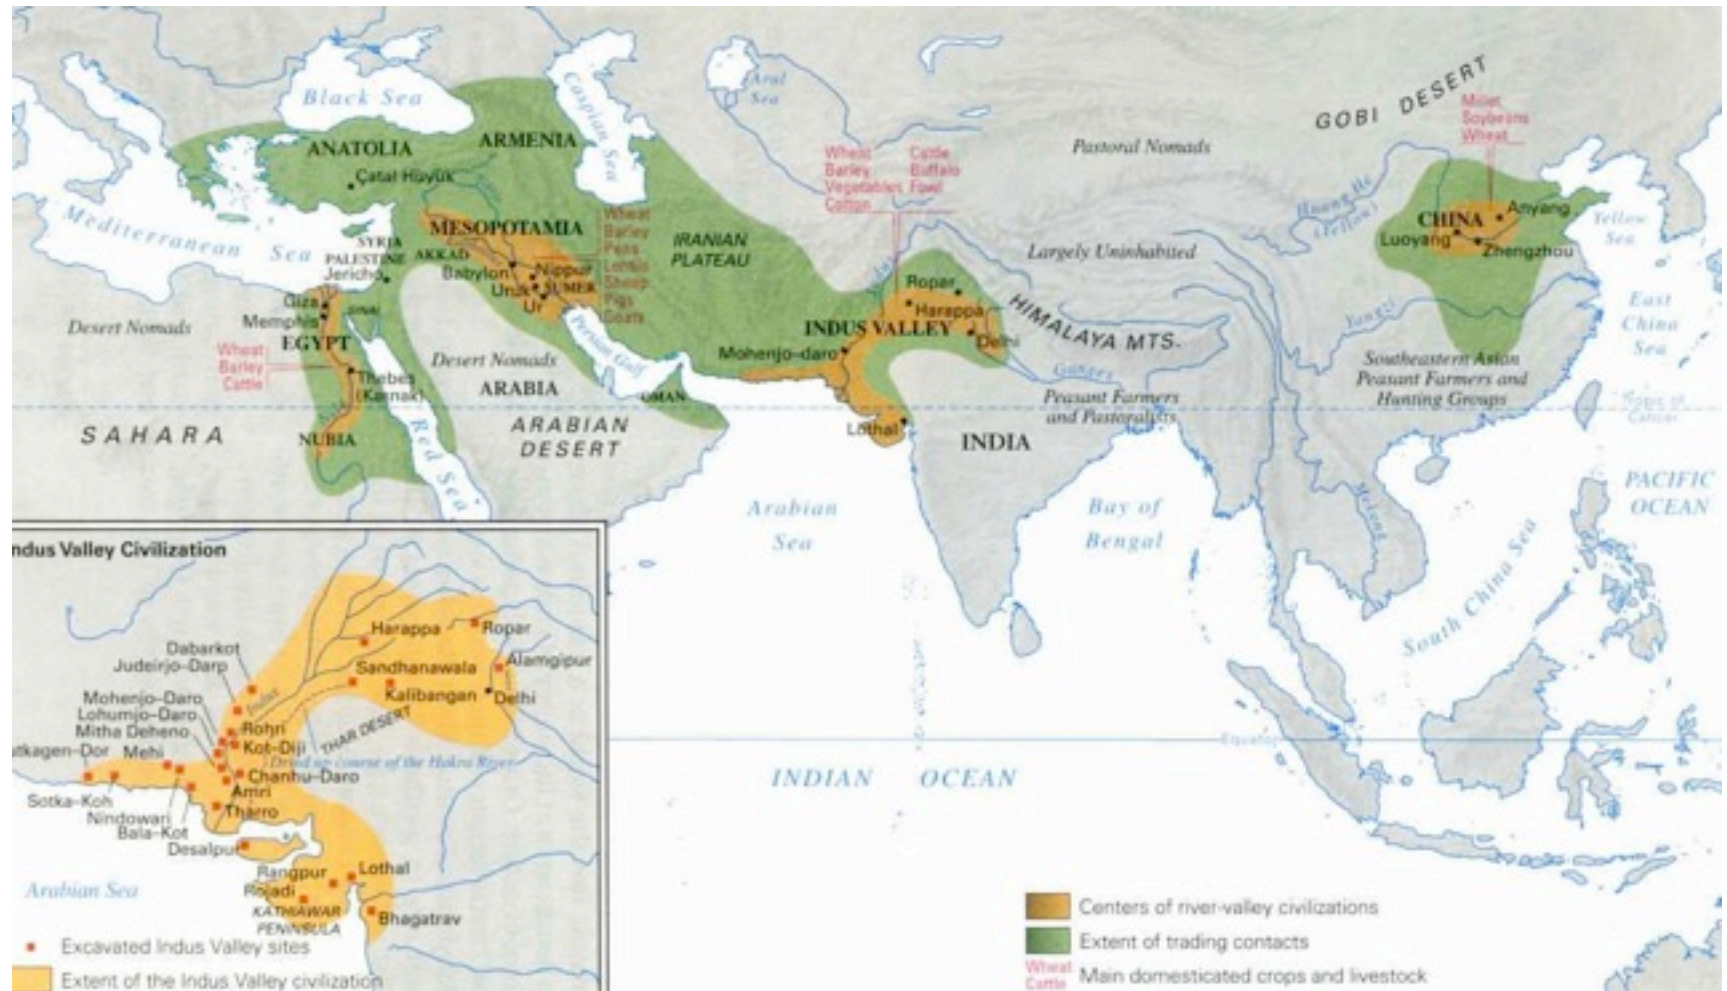 GOBI DESERT
Black Sea
Caspian Sea
Aral
Sea
ANATOLIA
ARMENIA
Çatal Hüyük
Pastoral Nomads
Millet
Soybeans
Wheat
Wheat
Barley
Vegetables
Cotton
Cattle
Buffalo
Fowl
Huang He
(Yellow)
CHINA
Anyang
Luoyang
Zhengzhou
Yellow
Sea
Mediterranean Sea
MESOPOTAMIA
SYRIA
PALESTINE
AKKAD
Jericho
Babylon
Nippur
Uruk
SUMER
Ur
Wheat
Barley
Peas
Lentils
Sheep
Pigs
Goats
IRANIAN
PLATEAU
Largely Uninhabited
Indus
Ropar
Harappa
INDUS VALLEY
Delhi
Mohenjo-daro
HIMALAYA MTS.
Ganges
Yangzi
East
China
Sea
Giza
Memphis
SINAI
EGYPT
Desert Nomads
Wheat
Barley
Cattle
Thebes
(Karnak)
Nile
NUBIA
SAHARA
Red Sea
Desert Nomads
ARABIA
ARABIAN
DESERT
Persian Gulf
OMAN
Peasant Farmers
and Pastoralists
Southeastern Asian
Peasant Farmers and
Hunting Groups
Tropic of
Cancer
Lothal
INDIA
Arabian
Sea
Bay of
Bengal
Mekong
South China Sea
PACIFIC
OCEAN
Equator
INDIAN OCEAN
ndus Valley Civilization
Harappa
Ropar
Dabarkot
Judeirjo-Darp
Sandhanawala
Alamgipur
Kalibangan
Delhi
Mohenjo-Daro
Lohumjo-Daro
Mitha Deheno
Indus
Rohri
Kot-Diji
THAR DESERT
Dried up course of the Hakra River
utkagen-Dor
Mehi
Chanhu-Daro
Amri
Tharro
Sotka-Koh
Nindowari
Bala-Kot
Desalpur
Rangpur
Lothal
Rojadi
KATHIAWAR
PENINSULA
Bhagatrav
Arabian Sea
Excavated Indus Valley sites
Extent of the Indus Valley civilization
Centers of river-valley civilizations
Extent of trading contacts
Wheat
Cattle
Main domesticated crops and livestock